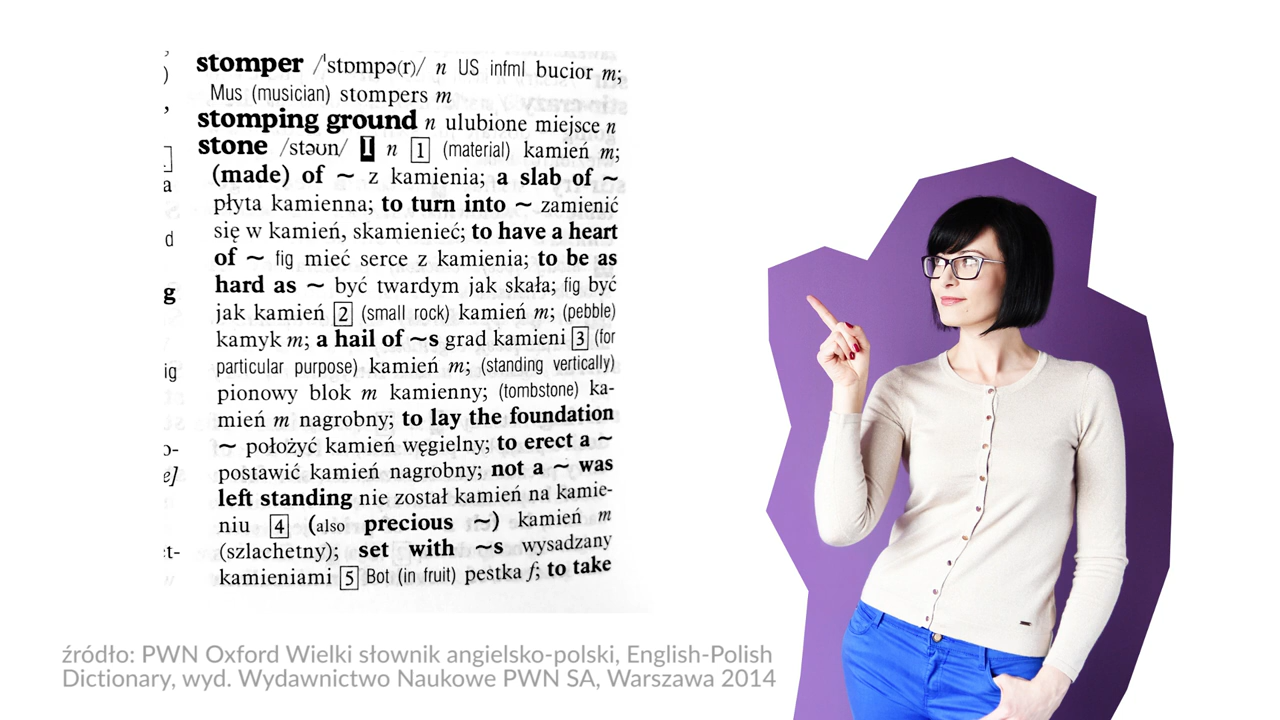 stomper /ˈstɒmpə(r)/ n US infml bucior m;
Mus (musician) stompers m
stomping ground n ulubione miejsce n
stone /stəʊn/ I n 1 (material) kamień m;
(made) of ~ z kamienia; a slab of ~
płyta kamienna; to turn into ~ zamienić
się w kamień, skamienieć; to have a heart
of ~ fig mieć serce z kamienia; to be as
hard as ~ być twardym jak skała; fig być
jak kamień 2 (small rock) kamień m; (pebble)
kamyk m; a hail of ~s grad kamieni 3 (for
particular purpose) kamień m; (standing vertically)
pionowy blok m kamienny; (tombstone) ka-
mień m nagrobny; to lay the foundation
~ położyć kamień węgielny; to erect a ~
postawić kamień nagrobny; not a ~ was
left standing nie został kamień na kamie-
niu 4 (also precious ~) kamień m
(szlachetny); set with ~s wysadzany
kamieniami 5 Bot (in fruit) pestka f; to take
źródło: PWN Oxford Wielki słownik angielsko-polski, English-Polish
Dictionary, wyd. Wydawnictwo Naukowe PWN SA, Warszawa 2014